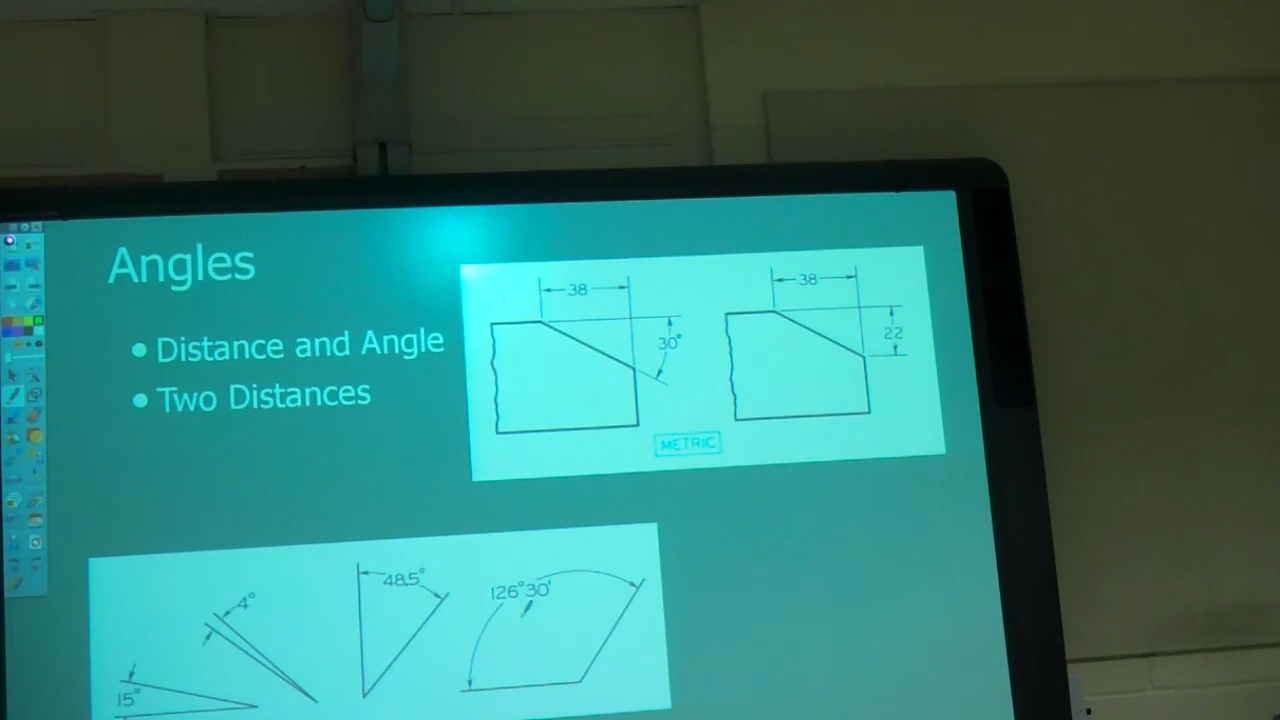 Angles
• Distance and Angle
• Two Distances
38
30°
38
22
METRIC
15°
4°
48.5°
126°30'